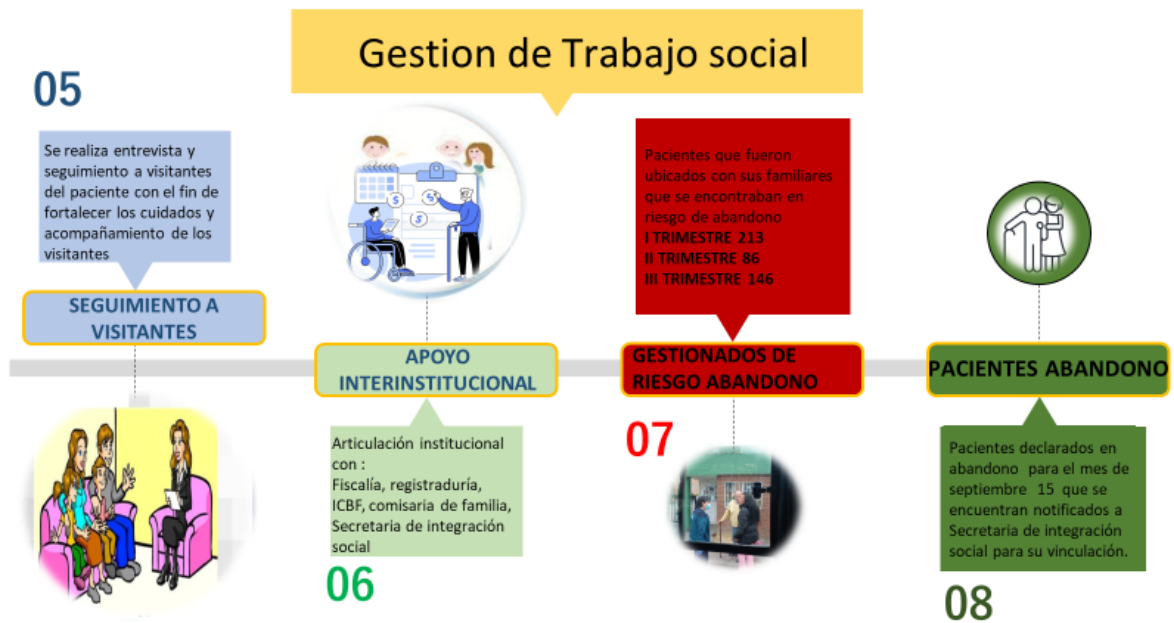 Gestion de Trabajo social
05
Se realiza entrevista y
seguimiento a visitantes
del paciente con el fin de
fortalecer los cuidados y
acompañamiento de los
visitantes
SEGUIMIENTO A
VISITANTES
APOYO
INTERINSTITUCIONAL
Articulación institucional
con :
Fiscalía, registraduría,
ICBF, comisaria de familia,
Secretaria de integración
social
06
Pacientes que fueron
ubicados con sus familiares
que se encontraban en
riesgo de abandono
I TRIMESTRE 213
II TRIMESTRE 86
III TRIMESTRE 146
GESTIONADOS DE
RIESGO ABANDONO
07
PACIENTES ABANDONO
Pacientes declarados en
abandono para el mes de
septiembre 15 que se
encuentran notificados a
Secretaria de integración
social para su vinculación.
08